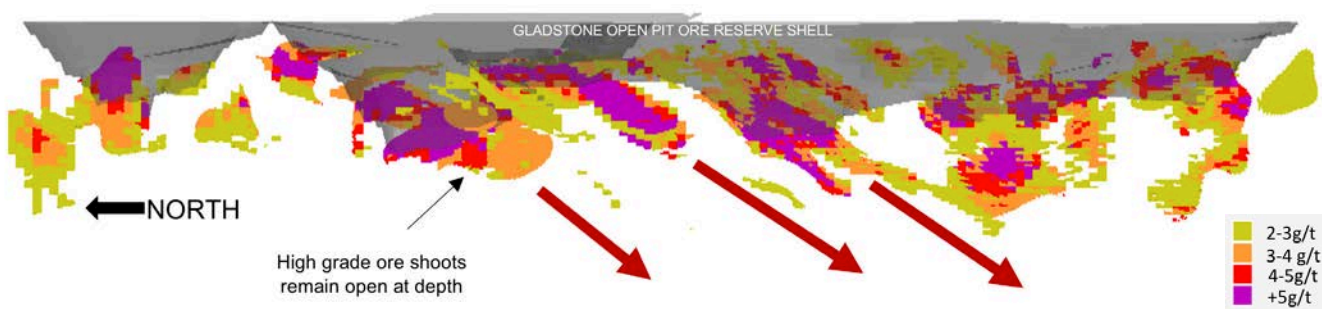 GLADSTONE OPEN PIT ORE RESERVE SHELL
NORTH
High grade ore shoots
remain open at depth
2-3g/t
3-4 g/t
4-5g/t
+5g/t